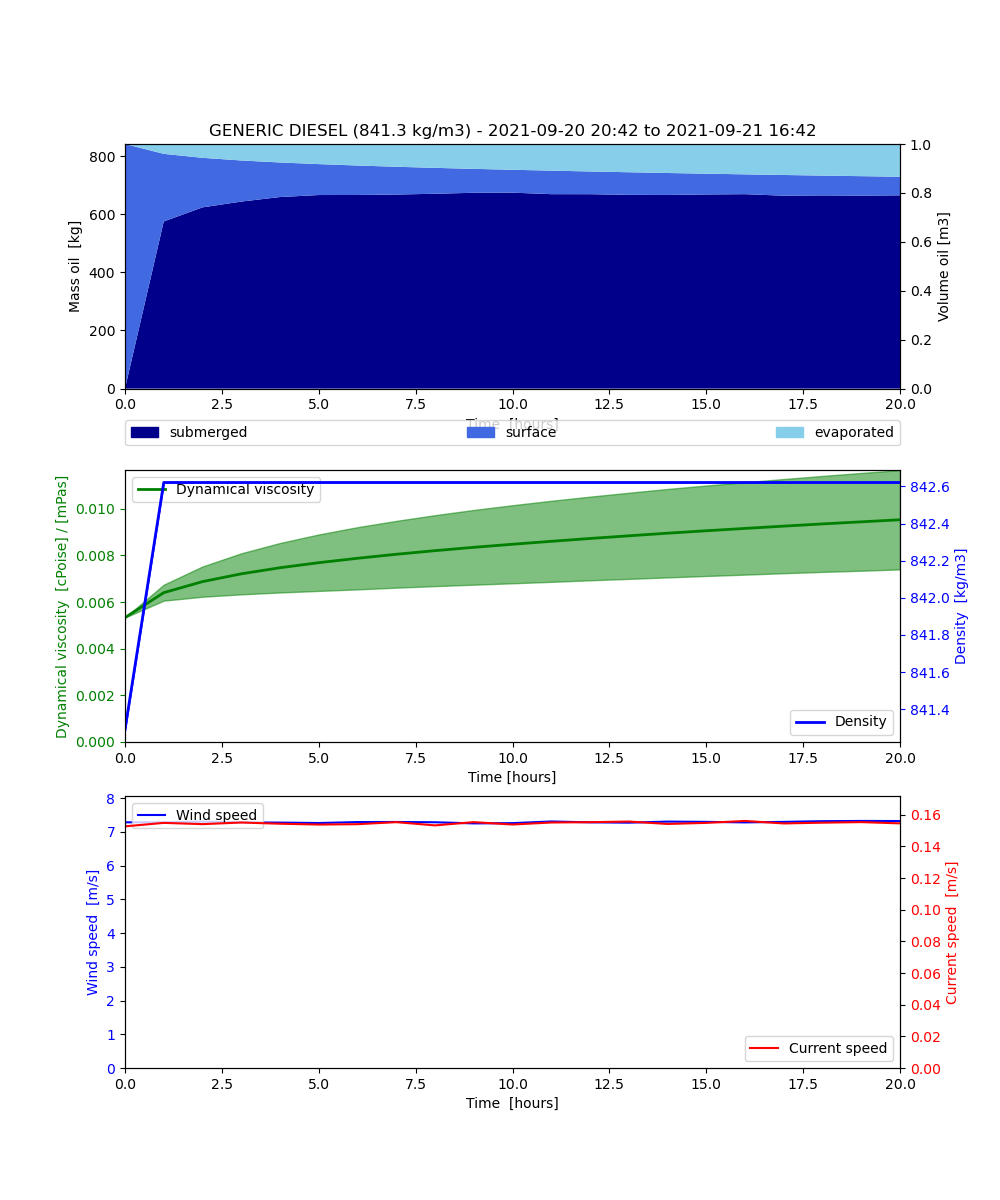 GENERIC DIESEL (841.3 kg/m3) - 2021-09-20 20:42 to 2021-09-21 16:42
Mass oil  [kg]
800
600
400
200
0
1.0
0.8
0.6
0.4
0.2
0.0
Volume oil [m3]
0.0 2.5 5.0 7.5 10.0 12.5 15.0 17.5 20.0
Time  [hours]
submerged surface evaporated
Dynamical viscosity  [cPoise] / [mPas]
0.010
0.008
0.006
0.004
0.002
0.000
Dynamical viscosity
842.6
842.4
842.2
842.0
841.8
841.6
841.4
Density  [kg/m3]
Density
0.0 2.5 5.0 7.5 10.0 12.5 15.0 17.5 20.0
Time [hours]
Wind speed  [m/s]
8
7
6
5
4
3
2
1
0
Wind speed
0.16
0.14
0.12
0.10
0.08
0.06
0.04
0.02
0.00
Current speed  [m/s]
Current speed
0.0 2.5 5.0 7.5 10.0 12.5 15.0 17.5 20.0
Time  [hours]